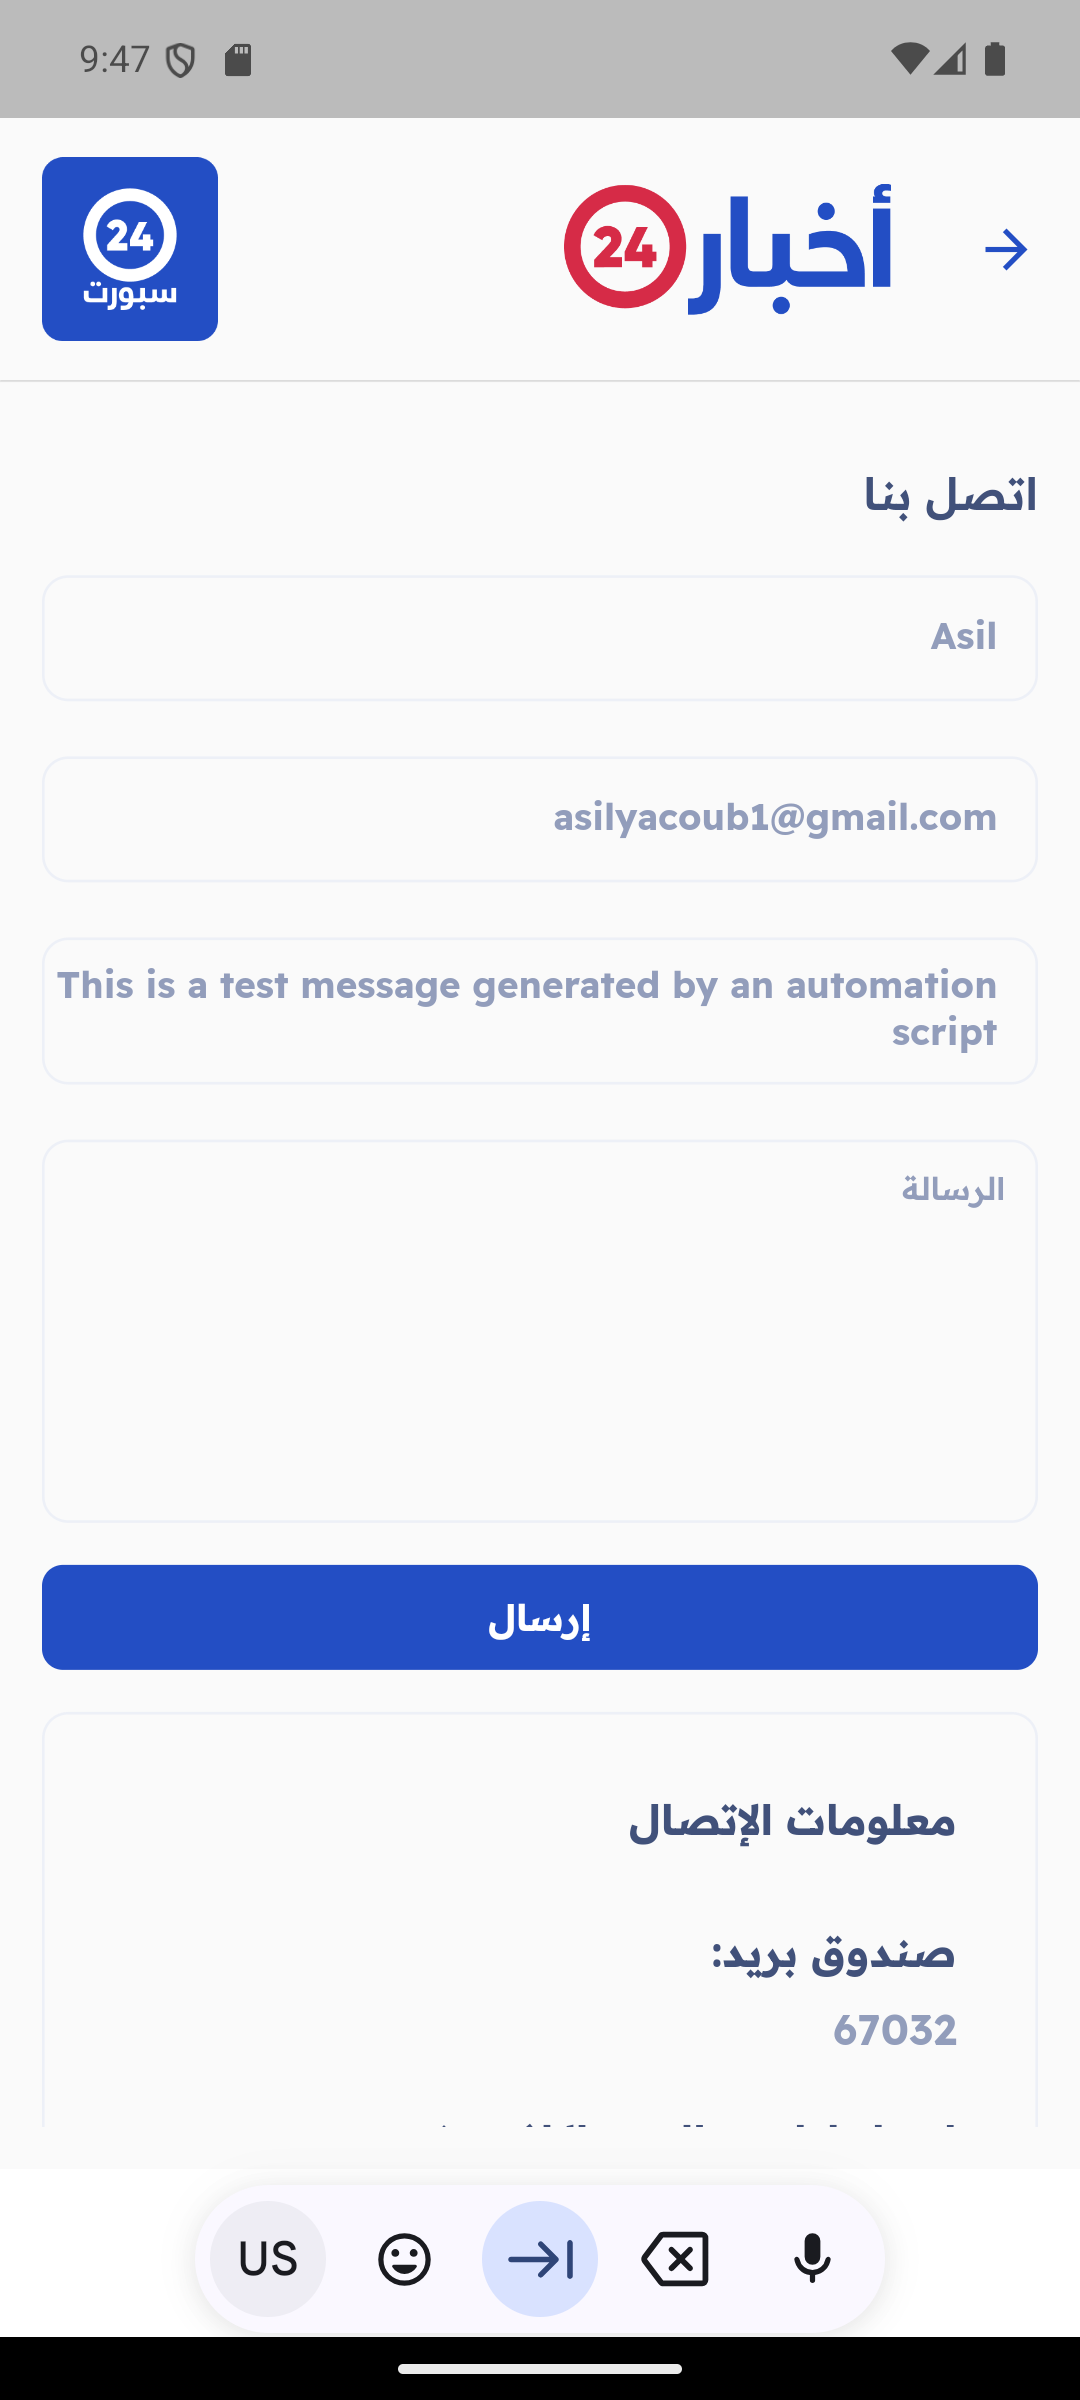 9:47
أخبار 24
24
سبورت
اتصل بنا
Asil
asilyacoub1@gmail.com
This is a test message generated by an automation
script
الرسالة
إرسال
معلومات الإتصال
صندوق بريد:
67032
US